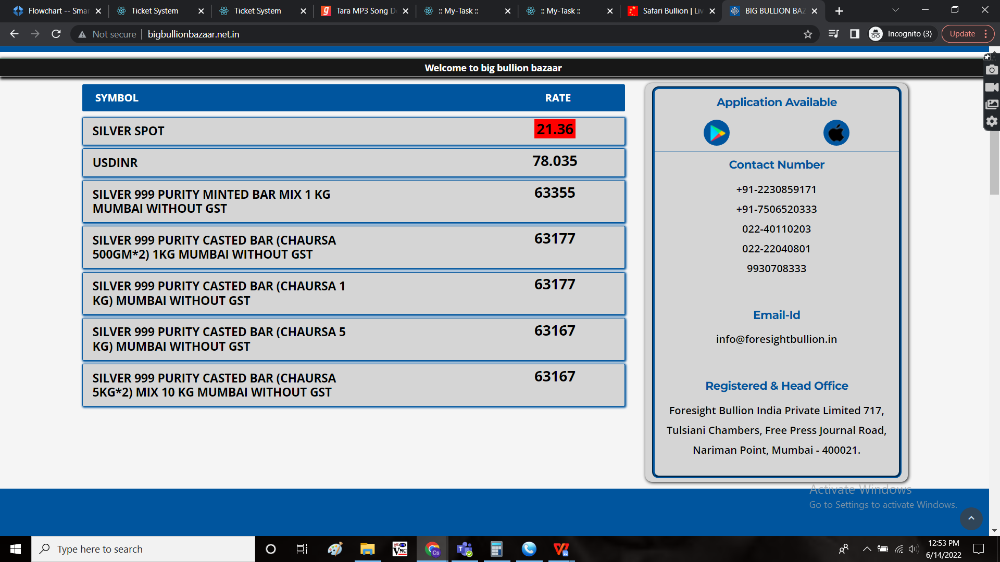 Flowchart -- Smar
Ticket System
Ticket System
Tara MP3 Song D
:: My-Task ::
:: My-Task ::
Safari Bullion | Liv
BIG BULLION BAZ
Not secure
bigbullionbazaar.net.in
Incognito (3)
Update
Welcome to big bullion bazaar
SYMBOL RATE
SILVER SPOT 21.36
USDINR 78.035
SILVER 999 PURITY MINTED BAR MIX 1 KG 63355
MUMBAI WITHOUT GST
SILVER 999 PURITY CASTED BAR (CHAURSA 63177
500GM*2) 1KG MUMBAI WITHOUT GST
SILVER 999 PURITY CASTED BAR (CHAURSA 1 63177
KG) MUMBAI WITHOUT GST
SILVER 999 PURITY CASTED BAR (CHAURSA 5 63167
KG) MUMBAI WITHOUT GST
SILVER 999 PURITY CASTED BAR (CHAURSA 63167
5KG*2) MIX 10 KG MUMBAI WITHOUT GST
Application Available
Contact Number
+91-2230859171
+91-7506520333
022-40110203
022-22040801
9930708333
Email-Id
info@foresightbullion.in
Registered & Head Office
Foresight Bullion India Private Limited 717,
Tulsiani Chambers, Free Press Journal Road,
Nariman Point, Mumbai - 400021.
Activate Windows
Go to Settings to activate Windows.
Type here to search
VNC
Cs
12:53 PM
6/14/2022